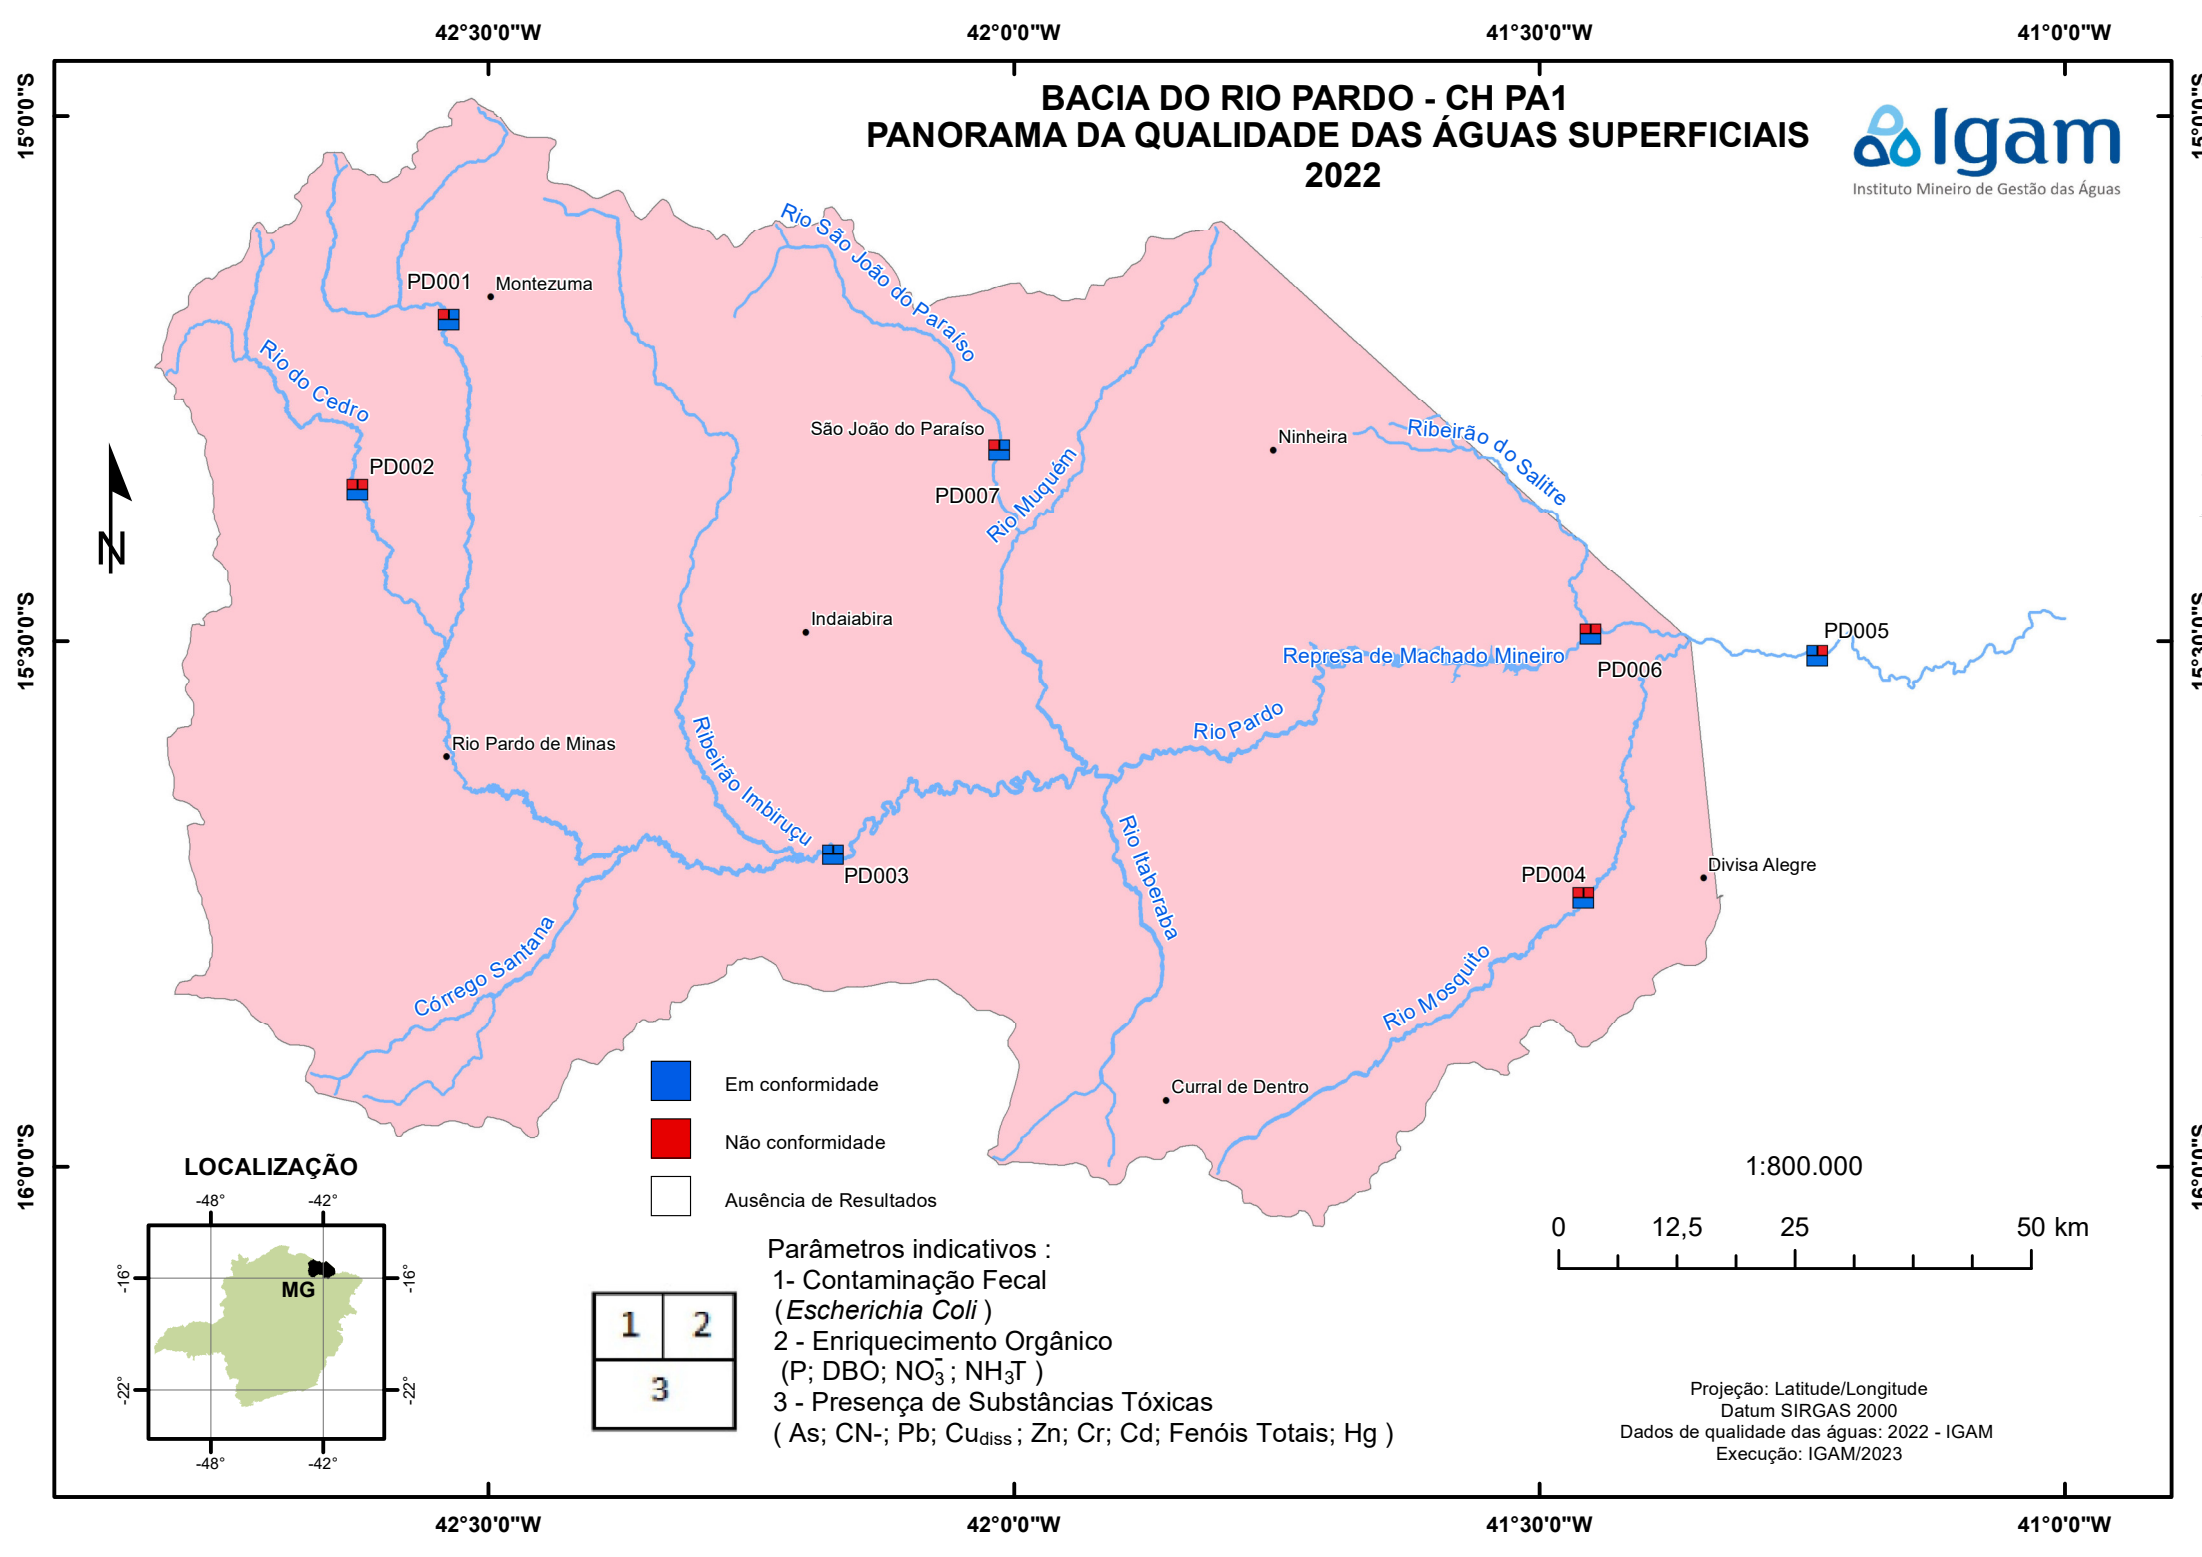 42°30'0"W
42°0'0"W
41°30'0"W
41°0'0"W
15°0'0"S
15°0'0"S
BACIA DO RIO PARDO - CH PA1
PANORAMA DA QUALIDADE DAS ÁGUAS SUPERFICIAIS
2022
Igam
Instituto Mineiro de Gestão das Águas
Rio São João do Paraíso
PD001
Montezuma
Rio do Cedro
São João do Paraíso
Ninheira
Ribeirão do Salitre
PD002
PD007
Rio Muquém
N
Indaiabira
15°30'0"S
15°30'0"S
PD005
Represa de Machado Mineiro
PD006
Rio Pardo
Rio Pardo de Minas
Ribeirão Imbiruçu
PD003
Rio Itaberaba
PD004
Divisa Alegre
Córrego Santana
Rio Mosquito
Curral de Dentro
Em conformidade
Não conformidade
Ausência de Resultados
16°0'0"S
16°0'0"S
LOCALIZAÇÃO
-48°
-42°
-16°
-16°
MG
-22°
-22°
-48°
-42°
1:800.000
0 12,5 25 50 km
1 2
3
Parâmetros indicativos :
1- Contaminação Fecal
(Escherichia Coli )
2 - Enriquecimento Orgânico
(P; DBO; NO3-; NH3T )
3 - Presença de Substâncias Tóxicas
( As; CN-; Pb; Cudiss; Zn; Cr; Cd; Fenóis Totais; Hg )
Projeção: Latitude/Longitude
Datum SIRGAS 2000
Dados de qualidade das águas: 2022 - IGAM
Execução: IGAM/2023
42°30'0"W
42°0'0"W
41°30'0"W
41°0'0"W